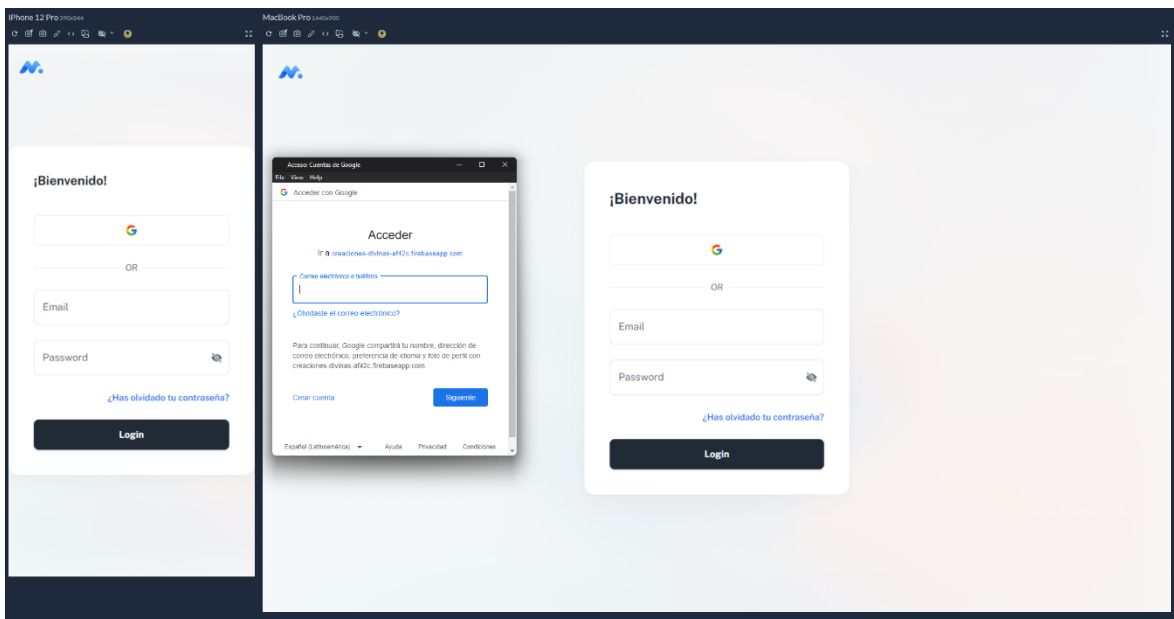 iPhone 12 Pro 390x844
¡Bienvenido!
OR
Email
Password
¿Has olvidado tu contraseña?
Login
MacBook Pro 1440x900
Acceso: Cuentas de Google
File View Help
Acceder con Google
Acceder
Ir a creaciones-divinas-af42c.firebaseapp.com
Correo electrónico o teléfono
¿Olvidaste el correo electrónico?
Para continuar, Google compartirá tu nombre, dirección de
correo electrónico, preferencia de idioma y foto de perfil con
creaciones-divinas-af42c.firebaseapp.com.
Crear cuenta
Siguiente
Español (Latinoamérica)
Ayuda
Privacidad
Condiciones
¡Bienvenido!
OR
Email
Password
¿Has olvidado tu contraseña?
Login